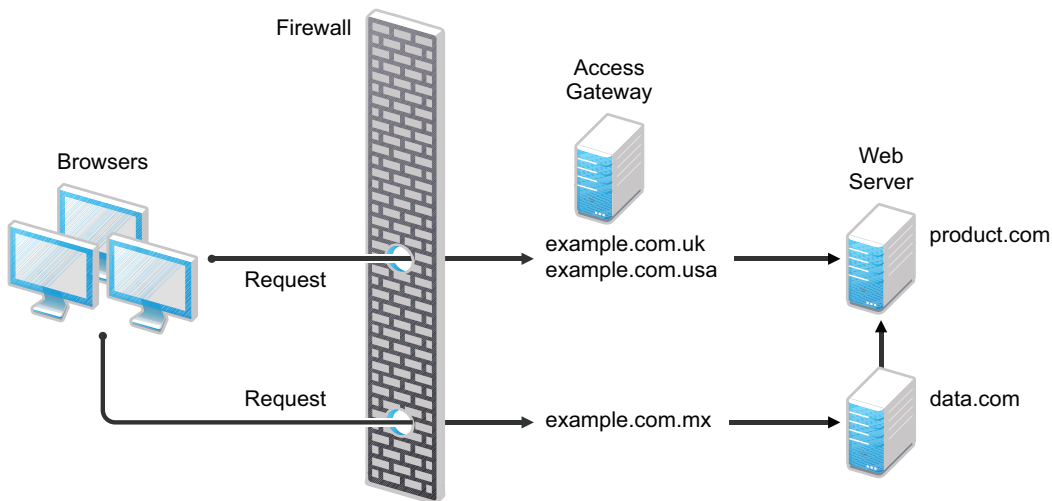 Firewall
Access
Gateway
Browsers
Web
Server
product.com
example.com.uk
example.com.usa
Request
Request
example.com.mx
data.com